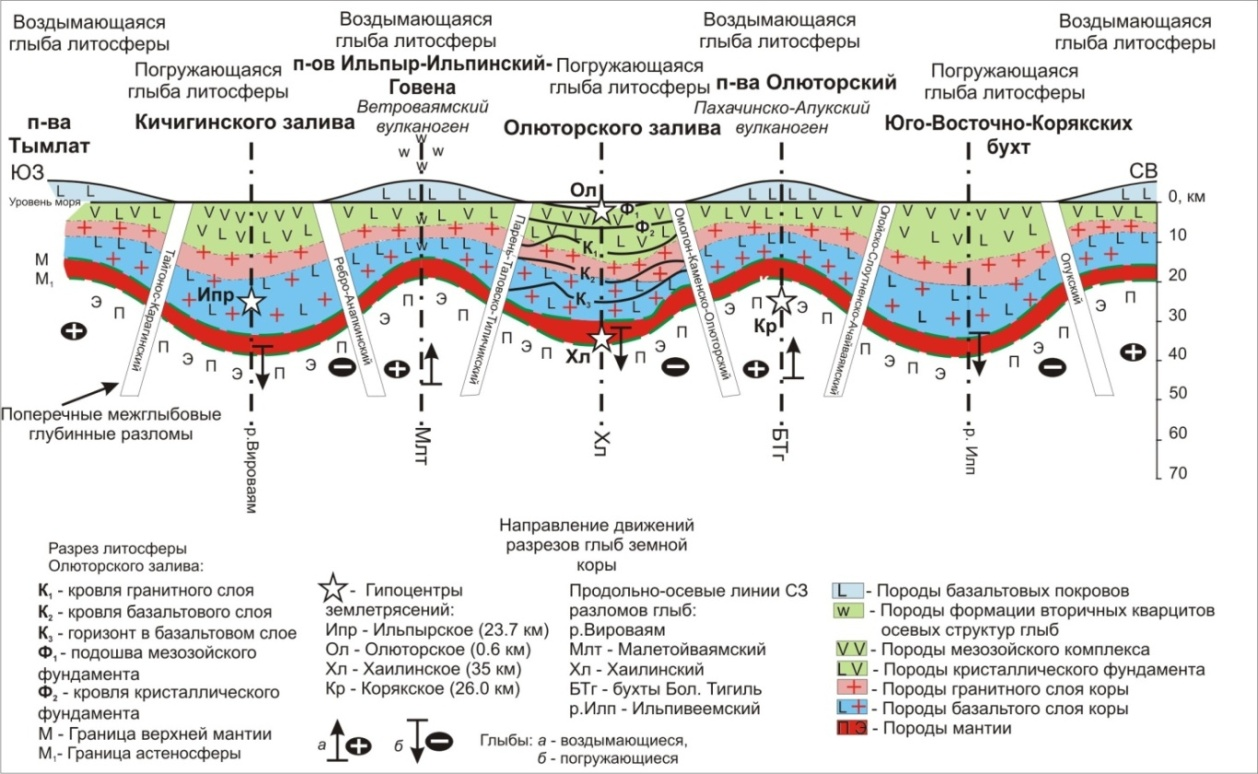 Воздымающаяся
глыба литосферы
Воздымающаяся
глыба литосферы
Воздымающаяся
глыба литосферы
Воздымающаяся
глыба литосферы
Погружающаяся
глыба литосферы
п-ов Ильпыр-Ильпинский-
Говена
Погружающаяся
глыба литосферы
п-ва Олюторский
Погружающаяся
глыба литосферы
п-ва
Тымлат
Кичигинского залива
Ветроваямский
вулканоген
Олюторского залива
Пахачинско-Апукский
вулканоген
Юго-Восточно-Корякских
бухт
ЮЗ
СВ
Уровень моря
Ол
Ф₁
Ф₂
К₁
К₂
К₃
М
М₁
Ипр
Хл
Кр
0, км
10
20
30
40
50
60
70
Тайгонос-Карагинский
Ребро-Анапкинский
Парень-Таловско-Типичикский
Омолон-Каменско-Олюторский
Опойско-Слоутненско-Ачайваямский
Опукский
Поперечные межглыбовые
глубинные разломы
р.Вироваям
Млт
Хл
БТг
р. Илп
Разрез литосферы
Олюторского залива:
К₁ - кровля гранитного слоя
К₂ - кровля базальтового слоя
К₃ - горизонт в базальтовом слое
Ф₁ - подошва мезозойского
фундамента
Ф₂ - кровля кристаллического
фундамента
М - Граница верхней мантии
М₁- Граница астеносферы
Направление движений
разрезов глыб земной
коры
- Гипоцентры
землетрясений:
Ипр - Ильпырское (23.7 км)
Ол - Олюторское (0.6 км)
Хл - Хаилинское (35 км)
Кр - Корякское (26.0 км)
Продольно-осевые линии СЗ
разломов глыб:
р.Вироваям
Млт - Малетойваямский
Хл - Хаилинский
БТг - бухты Бол. Тигиль
р.Илп - Ильпивеемский
а
б
Глыбы: а - воздымающиеся,
б - погружающиеся
L - Породы базальтовых покровов
w - Породы формации вторичных кварцитов
осевых структур глыб
V V - Породы мезозойского комплекса
L V - Породы кристаллического фундамента
+ - Породы гранитного слоя коры
L + - Породы базальтого слоя коры
П Э - Породы мантии